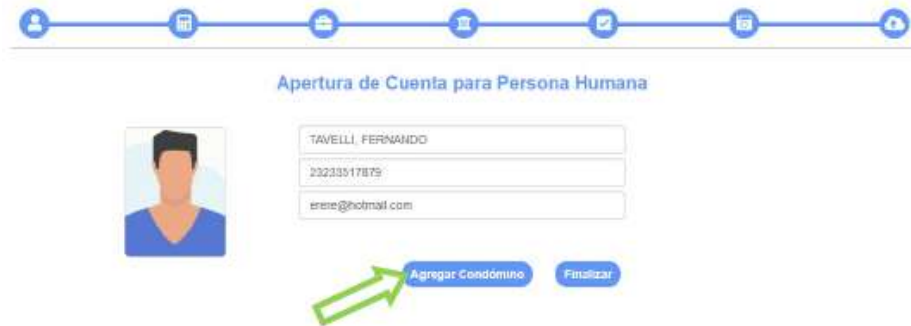 Apertura de Cuenta para Persona Humana
TAVELLI, FERNANDO
23233517879
erere@hotmail.com
Agregar Condómino
Finalizar